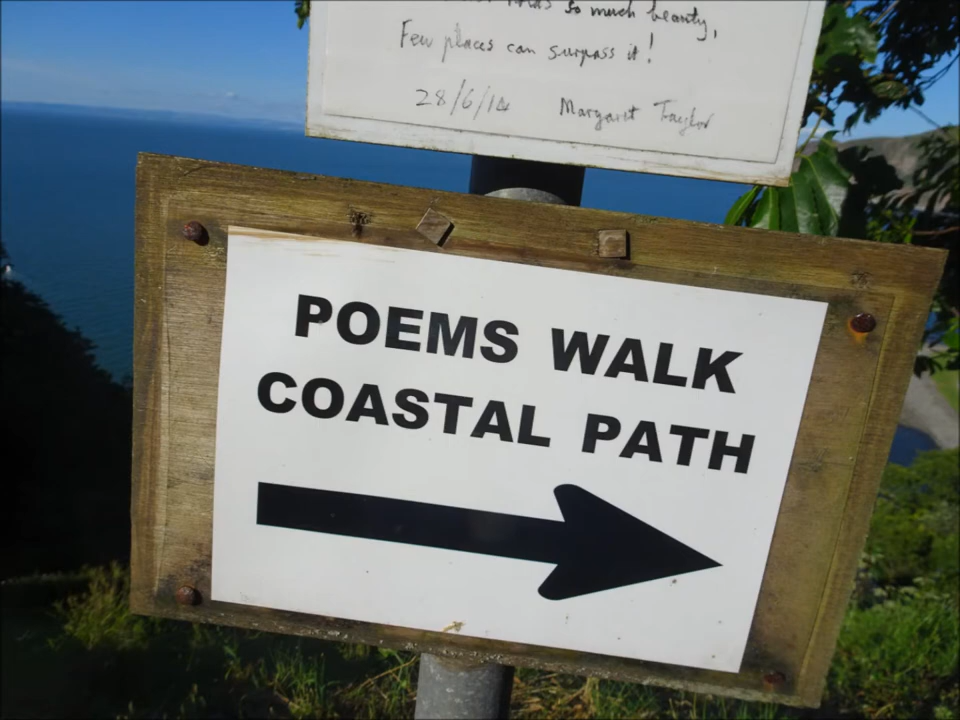 so much beauty,
Few places can surpass it!
28/6/14 Margaret Taylor
POEMS WALK
COASTAL PATH